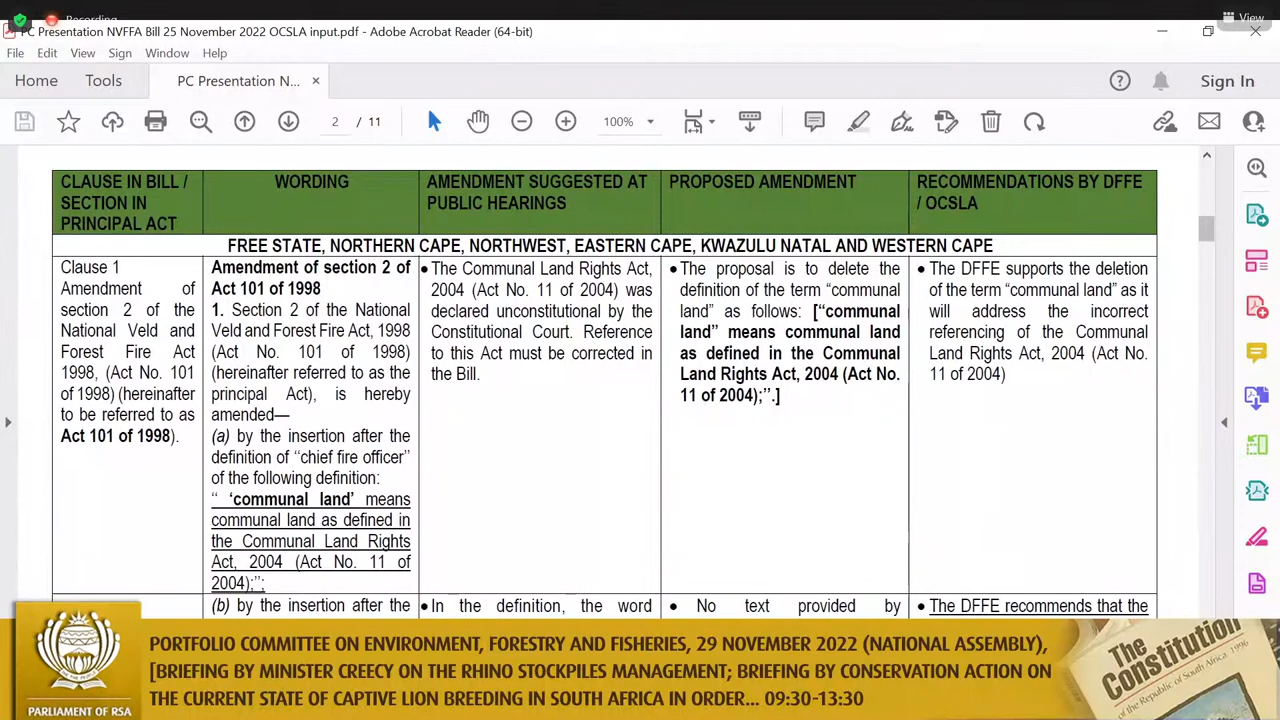 Recording
View
PC Presentation NVFFA Bill 25 November 2022 OCSLA input.pdf - Adobe Acrobat Reader (64-bit)
File Edit View Sign Window Help
Home Tools PC Presentation N... × Sign In
2 / 11 100%
CLAUSE IN BILL /
SECTION IN
PRINCIPAL ACT
WORDING
AMENDMENT SUGGESTED AT
PUBLIC HEARINGS
PROPOSED AMENDMENT
RECOMMENDATIONS BY DFFE
/ OCSLA
FREE STATE, NORTHERN CAPE, NORTHWEST, EASTERN CAPE, KWAZULU NATAL AND WESTERN CAPE
Clause 1
Amendment of
section 2 of the
National Veld and
Forest Fire Act
1998, (Act No. 101
of 1998) (hereinafter
to be referred to as
Act 101 of 1998).
Amendment of section 2 of
Act 101 of 1998
1. Section 2 of the National
Veld and Forest Fire Act, 1998
(Act No. 101 of 1998)
(hereinafter referred to as the
principal Act), is hereby
amended—
(a) by the insertion after the
definition of ‘‘chief fire officer’’
of the following definition:
‘‘ ‘communal land’ means
communal land as defined in
the Communal Land Rights
Act, 2004 (Act No. 11 of
2004);’’;
• The Communal Land Rights Act,
2004 (Act No. 11 of 2004) was
declared unconstitutional by the
Constitutional Court. Reference
to this Act must be corrected in
the Bill.
• The proposal is to delete the
definition of the term “communal
land” as follows: [“communal
land” means communal land
as defined in the Communal
Land Rights Act, 2004 (Act No.
11 of 2004);’’.]
• The DFFE supports the deletion
of the term “communal land” as it
will address the incorrect
referencing of the Communal
Land Rights Act, 2004 (Act No.
11 of 2004)
(b) by the insertion after the
• In the definition, the word
• No text provided by
• The DFFE recommends that the
PORTFOLIO COMMITTEE ON ENVIRONMENT, FORESTRY AND FISHERIES, 29 NOVEMBER 2022 (NATIONAL ASSEMBLY),
[BRIEFING BY MINISTER CREECY ON THE RHINO STOCKPILES MANAGEMENT; BRIEFING BY CONSERVATION ACTION ON
THE CURRENT STATE OF CAPTIVE LION BREEDING IN SOUTH AFRICA IN ORDER... 09:30-13:30
PARLIAMENT OF RSA
The
Constitution
of the Republic of South Africa, 1996